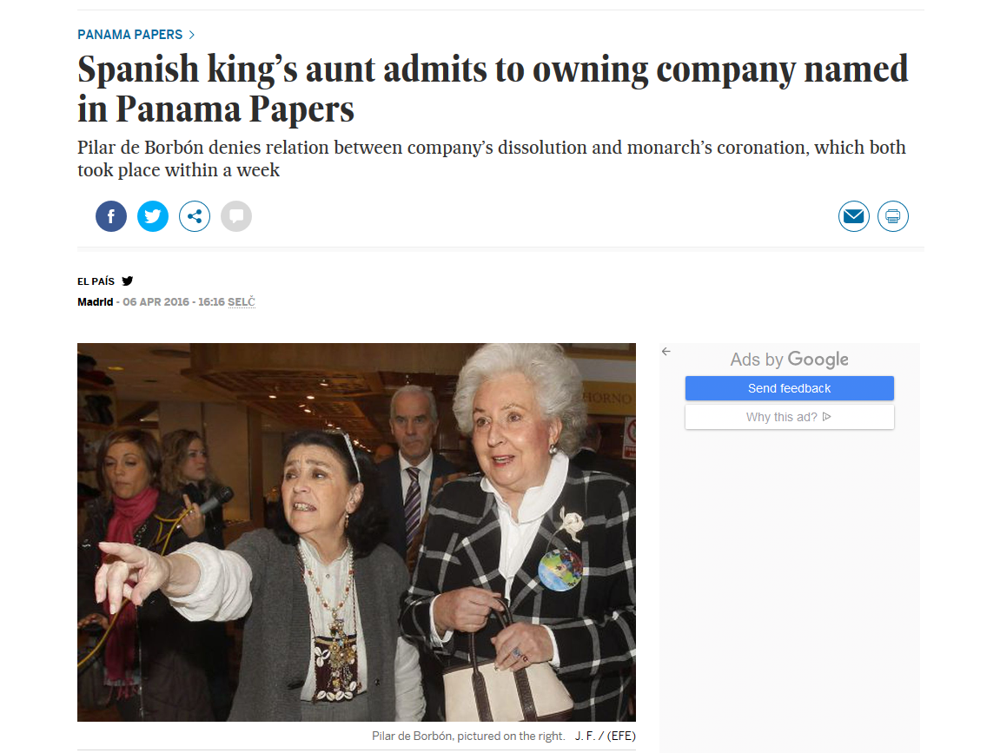 PANAMA PAPERS
Spanish king’s aunt admits to owning company named
in Panama Papers
Pilar de Borbón denies relation between company’s dissolution and monarch’s coronation, which both
took place within a week
EL PAÍS
Madrid - 06 APR 2016 - 16:16 SELČ
Ads by Google
Send feedback
Why this ad?
HORNO
Pilar de Borbón, pictured on the right. J. F. / (EFE)